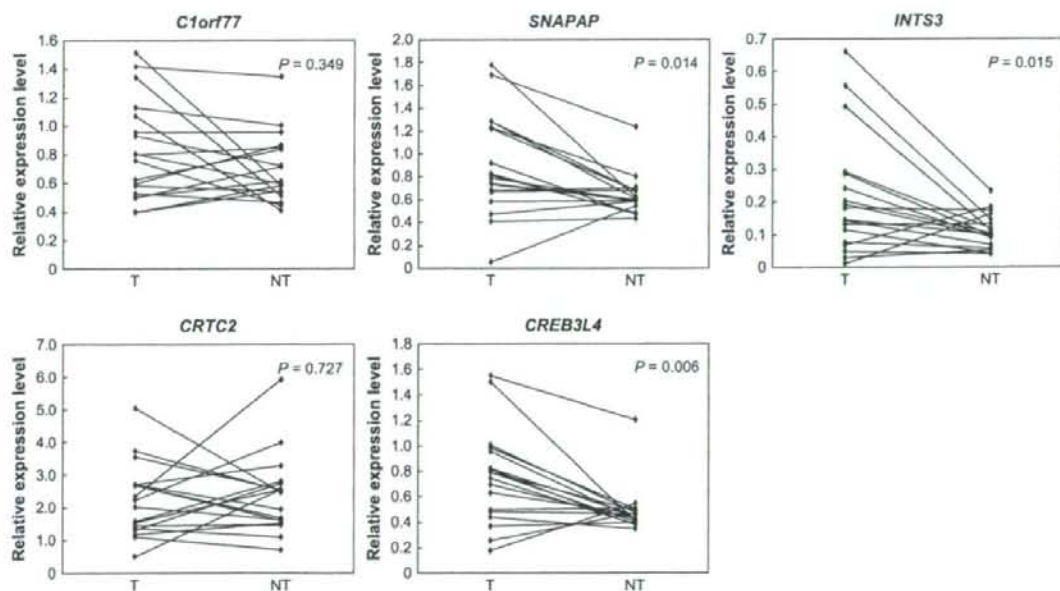 C1orf77
Relative expression level
1.6
1.4
1.2
1.0
0.8
0.6
0.4
0.2
0
P = 0.349
T NT
SNAPAP
Relative expression level
2.0
1.8
1.6
1.4
1.2
1.0
0.8
0.6
0.4
0.2
0
P = 0.014
T NT
INTS3
Relative expression level
0.7
0.6
0.5
0.4
0.3
0.2
0.1
0
P = 0.015
T NT
CRTC2
Relative expression level
7.0
6.0
5.0
4.0
3.0
2.0
1.0
0
P = 0.727
T NT
CREB3L4
Relative expression level
1.8
1.6
1.4
1.2
1.0
0.8
0.6
0.4
0.2
0
P = 0.006
T NT